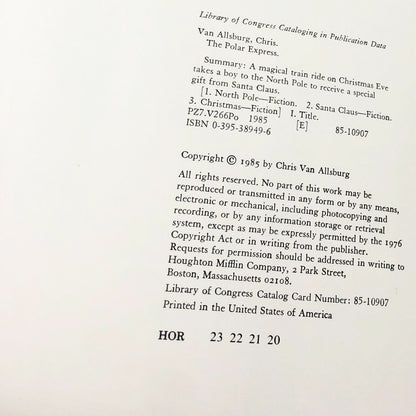 Library of Congress Cataloging in Publication Data
Van Allsburg, Chris.
The Polar Express.
Summary: A magical train ride on Christmas Eve
takes a boy to the North Pole to receive a special
gift from Santa Claus.
[1. North Pole—Fiction. 2. Santa Claus—Fiction.
3. Christmas—Fiction] I. Title.
PZ7.V266Po 1985 [E] 85-10907
ISBN 0-395-38949-6
Copyright © 1985 by Chris Van Allsburg
All rights reserved. No part of this work may be
reproduced or transmitted in any form or by any means,
electronic or mechanical, including photocopying and
recording, or by any information storage or retrieval
system, except as may be expressly permitted by the 1976
Copyright Act or in writing from the publisher.
Requests for permission should be addressed in writing to
Houghton Mifflin Company, 2 Park Street,
Boston, Massachusetts 02108.
Library of Congress Catalog Card Number: 85-10907
Printed in the United States of America
HOR 23 22 21 20